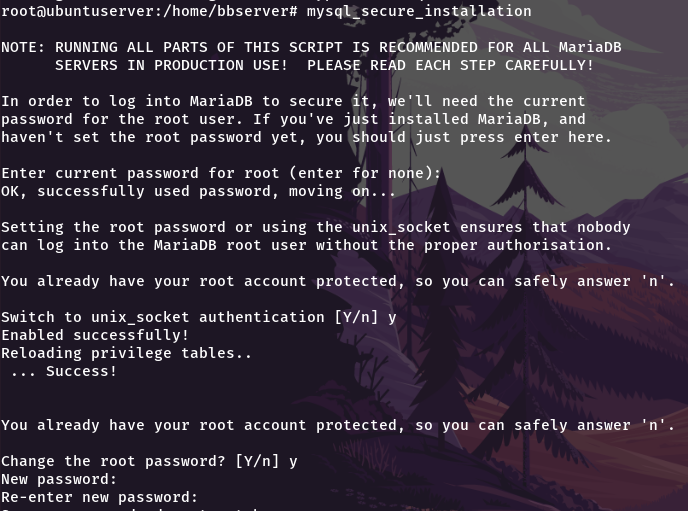 root@ubuntuserver:/home/bbserver# mysql_secure_installation
NOTE: RUNNING ALL PARTS OF THIS SCRIPT IS RECOMMENDED FOR ALL MariaDB
SERVERS IN PRODUCTION USE!  PLEASE READ EACH STEP CAREFULLY!
In order to log into MariaDB to secure it, we'll need the current
password for the root user. If you've just installed MariaDB, and
haven't set the root password yet, you should just press enter here.
Enter current password for root (enter for none):
OK, successfully used password, moving on...
Setting the root password or using the unix_socket ensures that nobody
can log into the MariaDB root user without the proper authorisation.
You already have your root account protected, so you can safely answer 'n'.
Switch to unix_socket authentication [Y/n] y
Enabled successfully!
Reloading privilege tables..
... Success!
You already have your root account protected, so you can safely answer 'n'.
Change the root password? [Y/n] y
New password:
Re-enter new password: